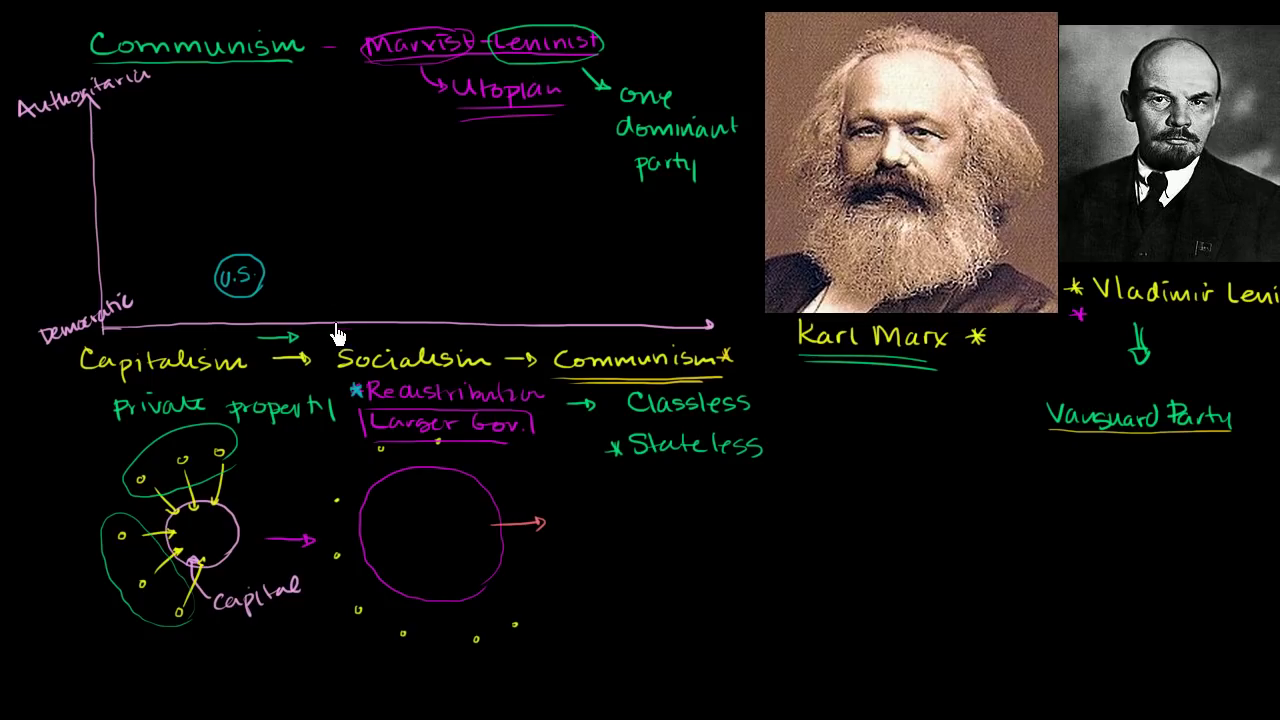 Communism - Marxist-Leninist
Utopian
one
dominant
party
Authoritarian
U.S.
Democratic
Capitalism → Socialism → Communism*
private property
*Redistribution
Larger Gov.
→ Classless
*Stateless
Capital
Karl Marx *
* Vladimir Leni
*
Vanguard Party